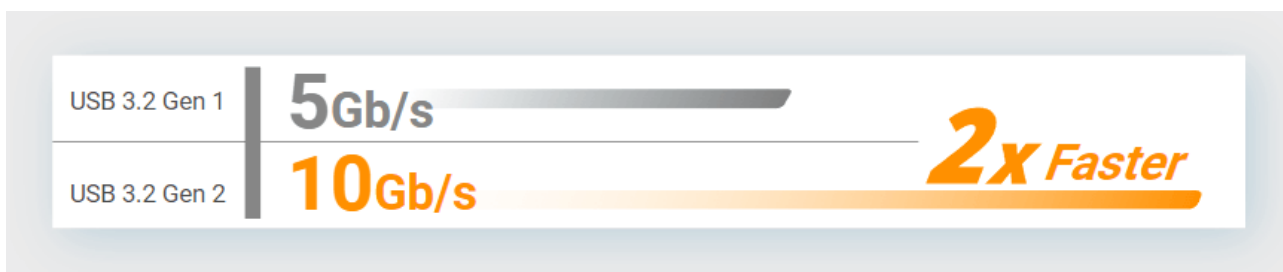 USB 3.2 Gen 1
5Gb/s
USB 3.2 Gen 2
10Gb/s
2x Faster